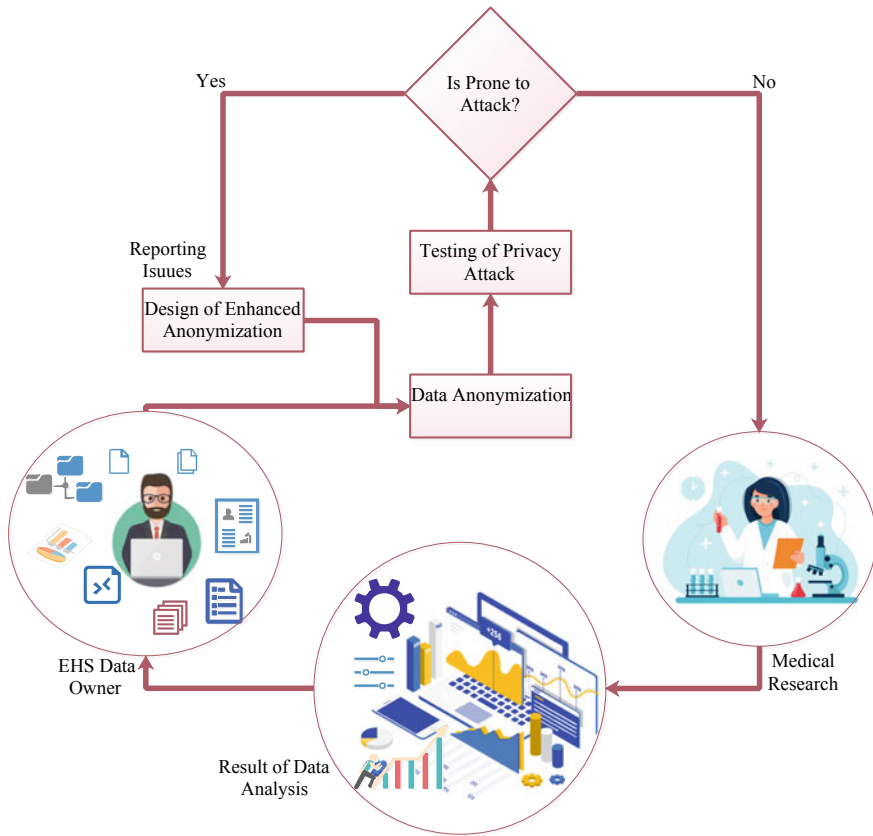 Is Prone to
Attack?
Yes
No
Testing of Privacy
Attack
Reporting
Isuues
Design of Enhanced
Anonymization
Data Anonymization
EHS Data
Owner
Medical
Research
+256
Result of Data
Analysis